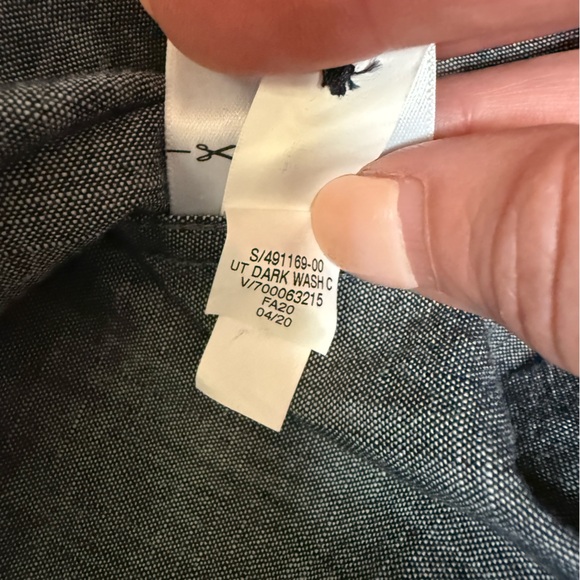 S/491169-00
UT DARK WASH C
V/700063215
FA20
04/20